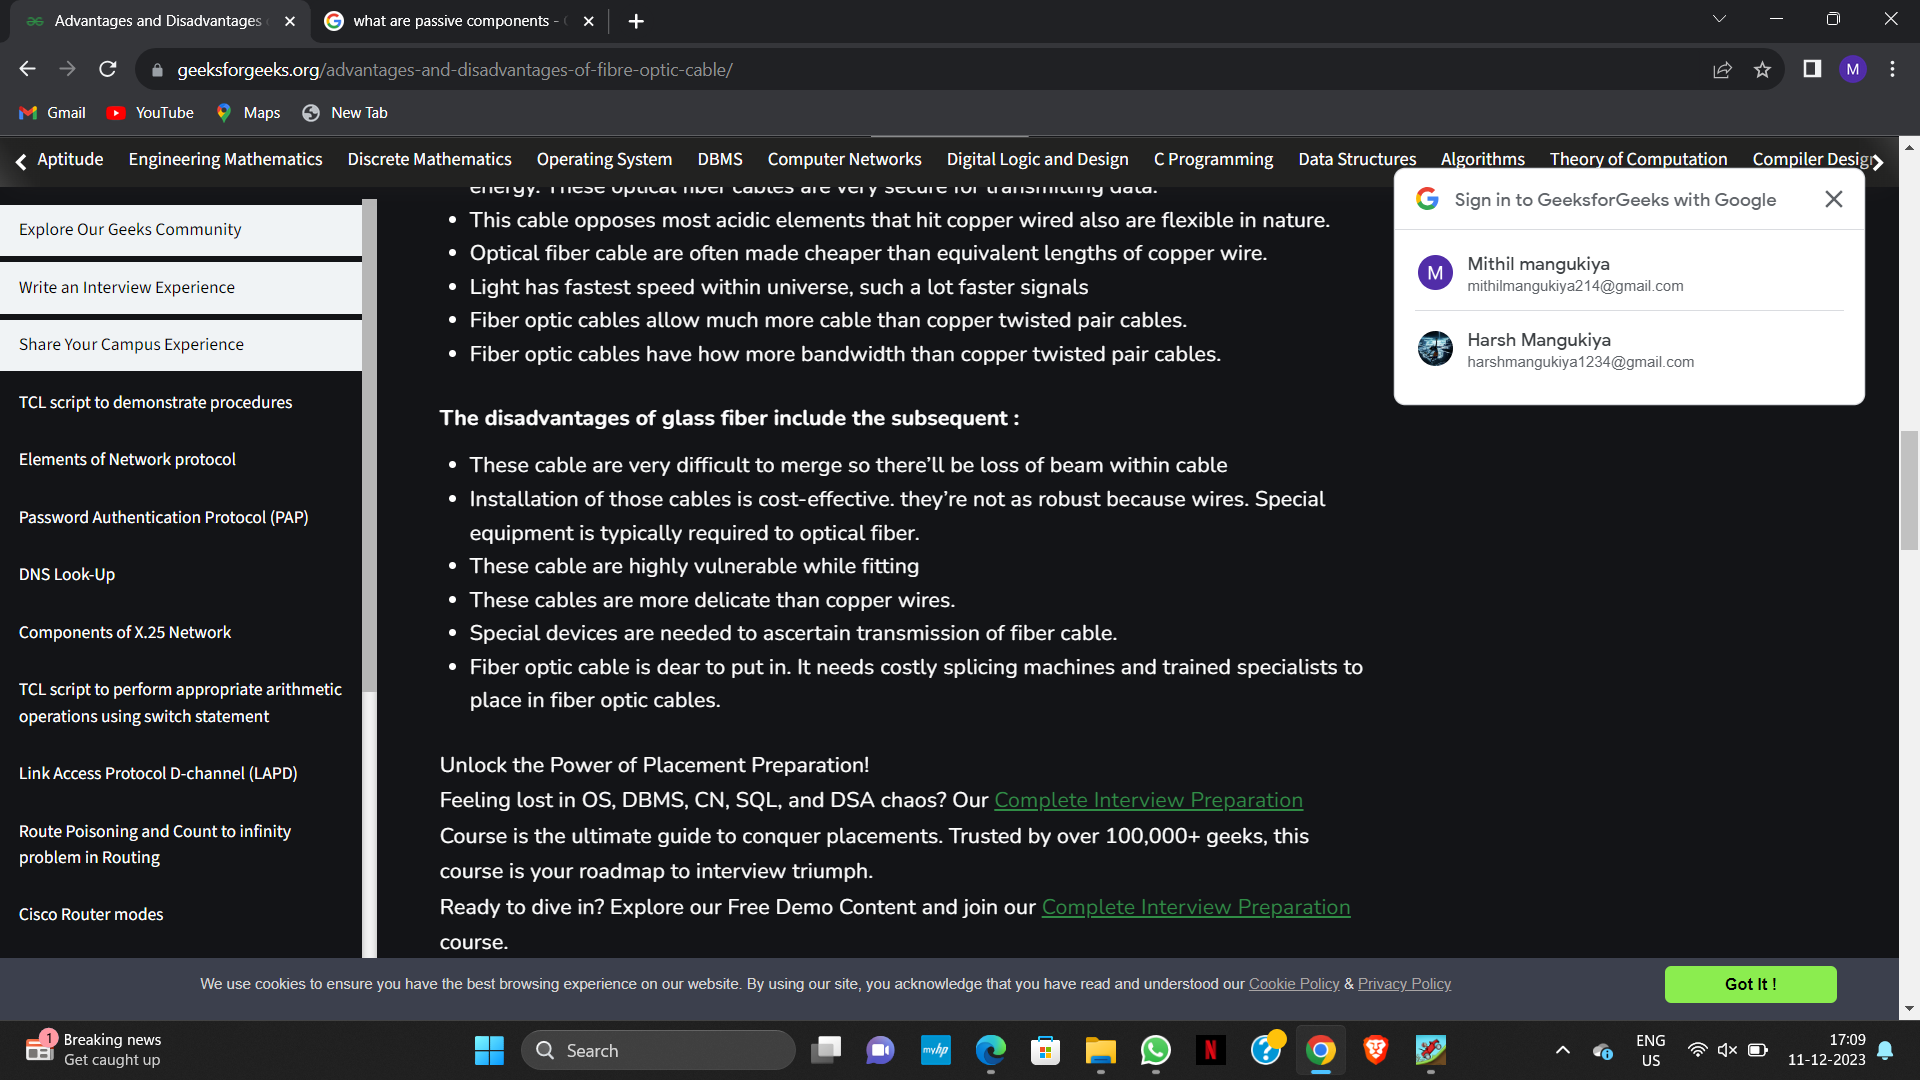 Advantages and Disadvantages
what are passive components -
geeksforgeeks.org/advantages-and-disadvantages-of-fibre-optic-cable/
M
Gmail
YouTube
Maps
New Tab
Aptitude
Engineering Mathematics
Discrete Mathematics
Operating System
DBMS
Computer Networks
Digital Logic and Design
C Programming
Data Structures
Algorithms
Theory of Computation
Compiler Design
Explore Our Geeks Community
Write an Interview Experience
Share Your Campus Experience
TCL script to demonstrate procedures
Elements of Network protocol
Password Authentication Protocol (PAP)
DNS Look-Up
Components of X.25 Network
TCL script to perform appropriate arithmetic
operations using switch statement
Link Access Protocol D-channel (LAPD)
Route Poisoning and Count to infinity
problem in Routing
Cisco Router modes
energy. These optical fiber cables are very secure for transmitting data.
• This cable opposes most acidic elements that hit copper wired also are flexible in nature.
• Optical fiber cable are often made cheaper than equivalent lengths of copper wire.
• Light has fastest speed within universe, such a lot faster signals
• Fiber optic cables allow much more cable than copper twisted pair cables.
• Fiber optic cables have how more bandwidth than copper twisted pair cables.
The disadvantages of glass fiber include the subsequent :
• These cable are very difficult to merge so there’ll be loss of beam within cable
• Installation of those cables is cost-effective. they’re not as robust because wires. Special
equipment is typically required to optical fiber.
• These cable are highly vulnerable while fitting
• These cables are more delicate than copper wires.
• Special devices are needed to ascertain transmission of fiber cable.
• Fiber optic cable is dear to put in. It needs costly splicing machines and trained specialists to
place in fiber optic cables.
Unlock the Power of Placement Preparation!
Feeling lost in OS, DBMS, CN, SQL, and DSA chaos? Our Complete Interview Preparation
Course is the ultimate guide to conquer placements. Trusted by over 100,000+ geeks, this
course is your roadmap to interview triumph.
Ready to dive in? Explore our Free Demo Content and join our Complete Interview Preparation
course.
Sign in to GeeksforGeeks with Google
M
Mithil mangukiya
mithilmangukiya214@gmail.com
Harsh Mangukiya
harshmangukiya1234@gmail.com
We use cookies to ensure you have the best browsing experience on our website. By using our site, you acknowledge that you have read and understood our Cookie Policy & Privacy Policy
Got It !
1
Breaking news
Get caught up
Search
myhp
N
ENG
US
17:09
11-12-2023